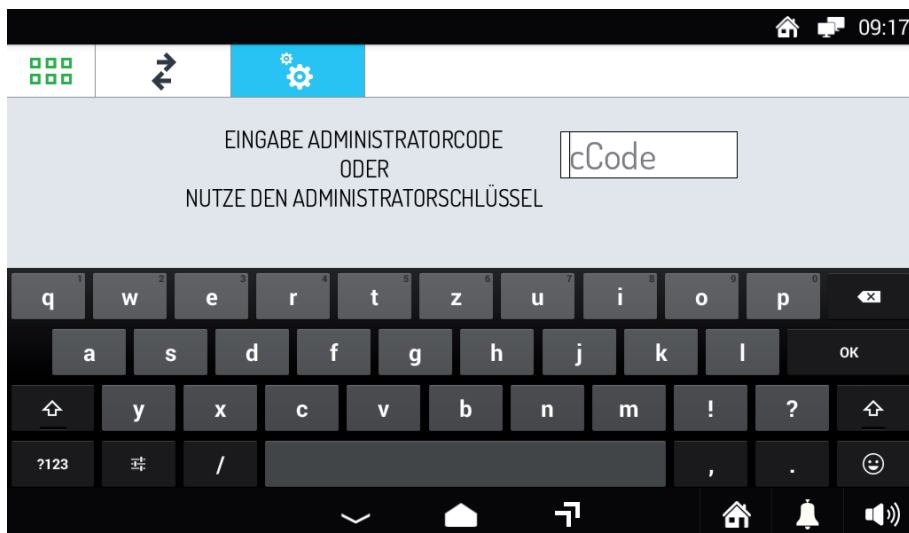 09:17
EINGABE ADMINISTRATORCODE
ODER
NUTZE DEN ADMINISTRATORSCHLÜSSEL
cCode
1 2 3 4 5 6 7 8 9 0
q w e r t z u i o p
a s d f g h j k l OK
y x c v b n m ! ?
?123 / , .